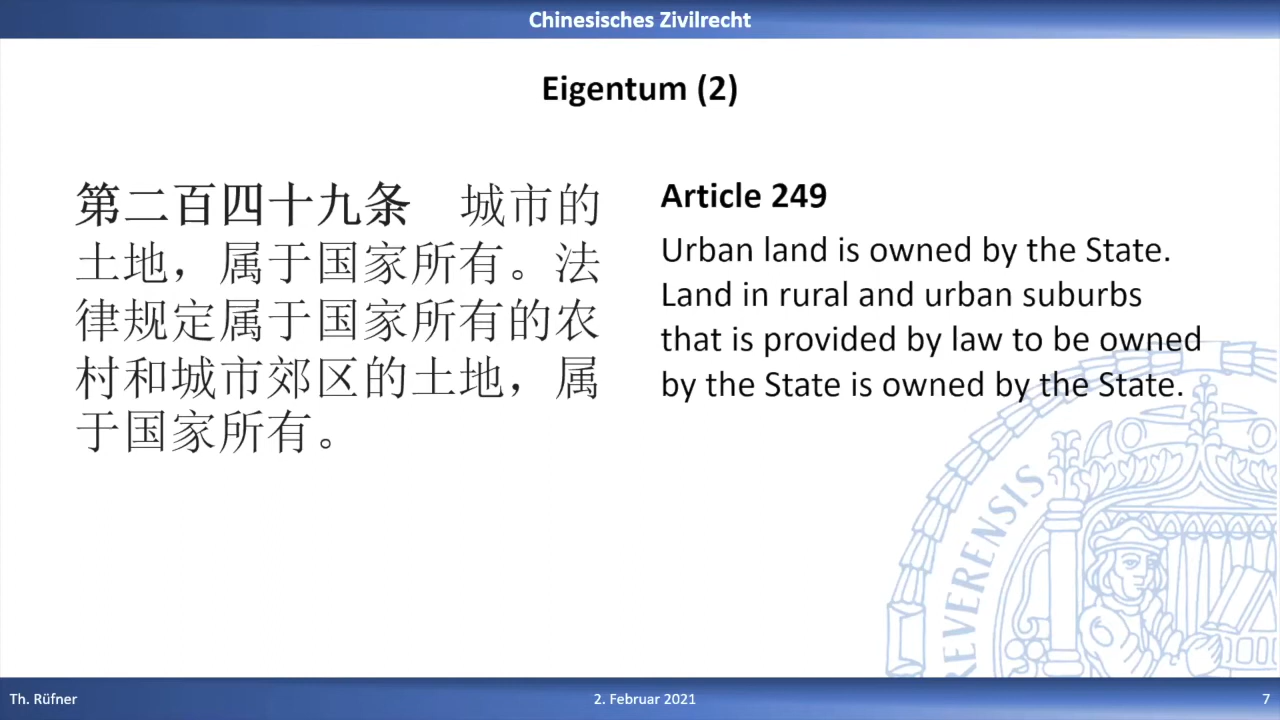 Chinesisches Zivilrecht
Eigentum (2)
第二百四十九条 城市的
土地，属于国家所有。法
律规定属于国家所有的农
村和城市郊区的土地，属
于国家所有。
Article 249
Urban land is owned by the State.
Land in rural and urban suburbs
that is provided by law to be owned
by the State is owned by the State.
REVERENSIS
Th. Rüfner
2. Februar 2021
7